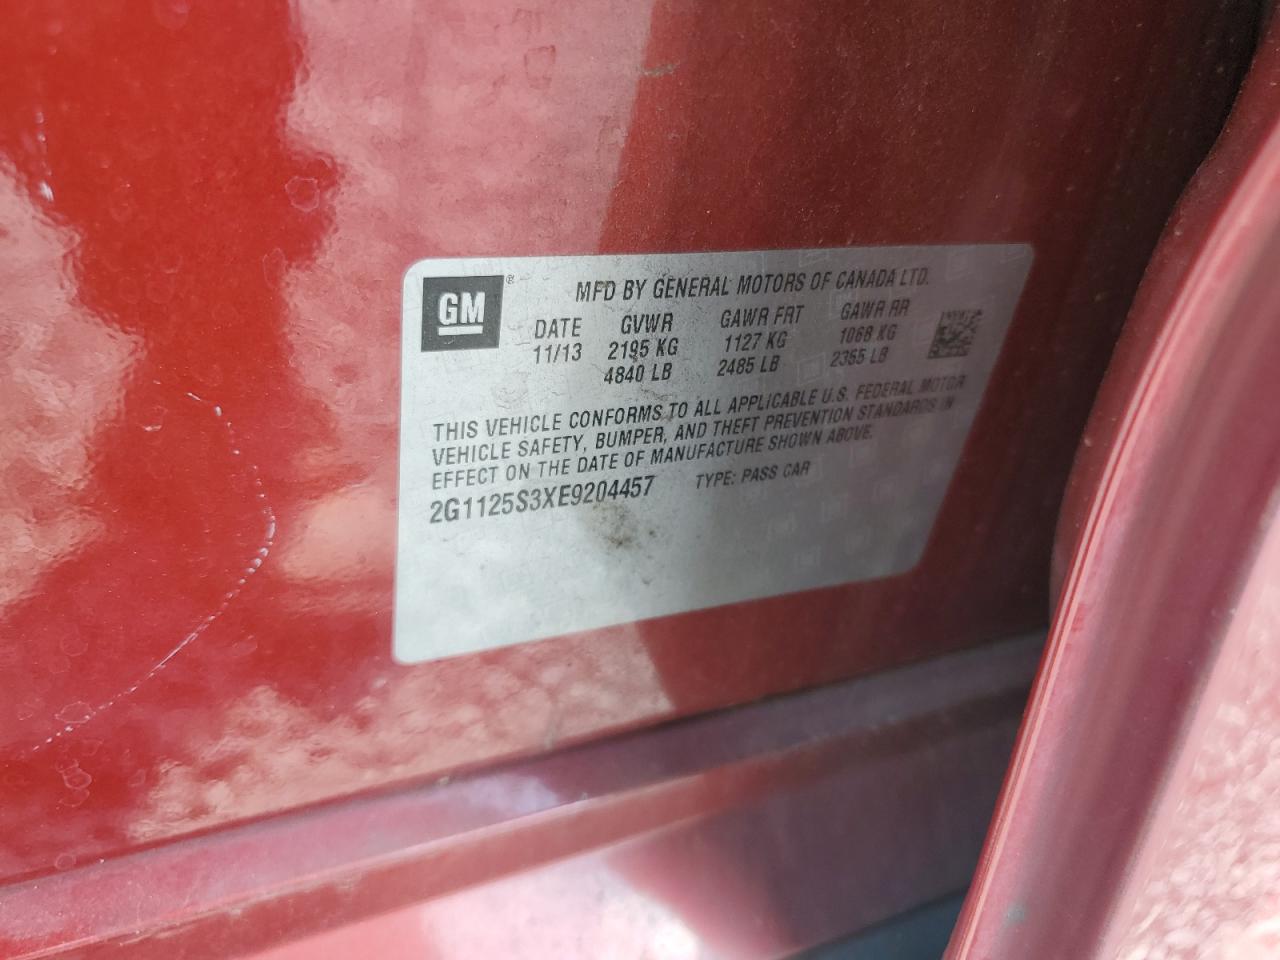 GM ®
MFD BY GENERAL MOTORS OF CANADA LTD.
DATE GVWR GAWR FRT GAWR RR
11/13 2195 KG 1127 KG 1068 KG
4840 LB 2485 LB 2355 LB
THIS VEHICLE CONFORMS TO ALL APPLICABLE U.S. FEDERAL MOTOR
VEHICLE SAFETY, BUMPER, AND THEFT PREVENTION STANDARDS IN
EFFECT ON THE DATE OF MANUFACTURE SHOWN ABOVE.
2G1125S3XE9204457 TYPE: PASS CAR